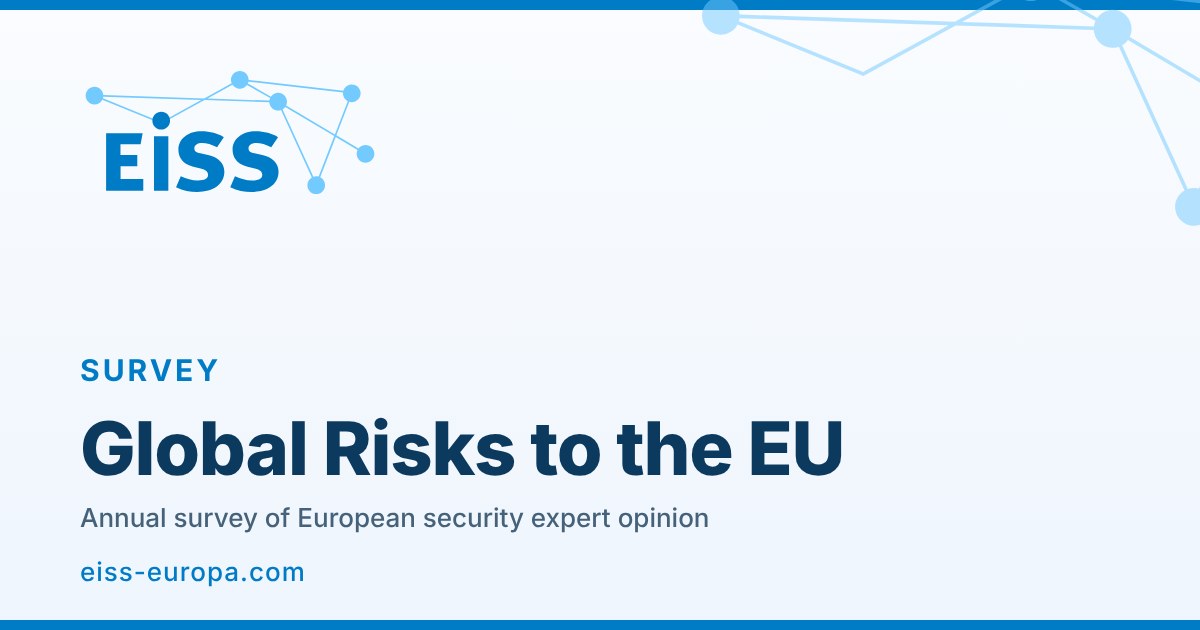 EiSS
SURVEY
Global Risks to the EU
Annual survey of European security expert opinion
eiss-europa.com